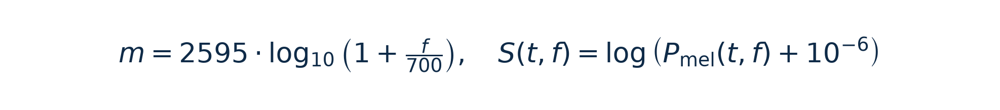 m = 2595 · log₁₀ (1 + f/700), S(t, f) = log (P_mel(t, f) + 10⁻⁶)